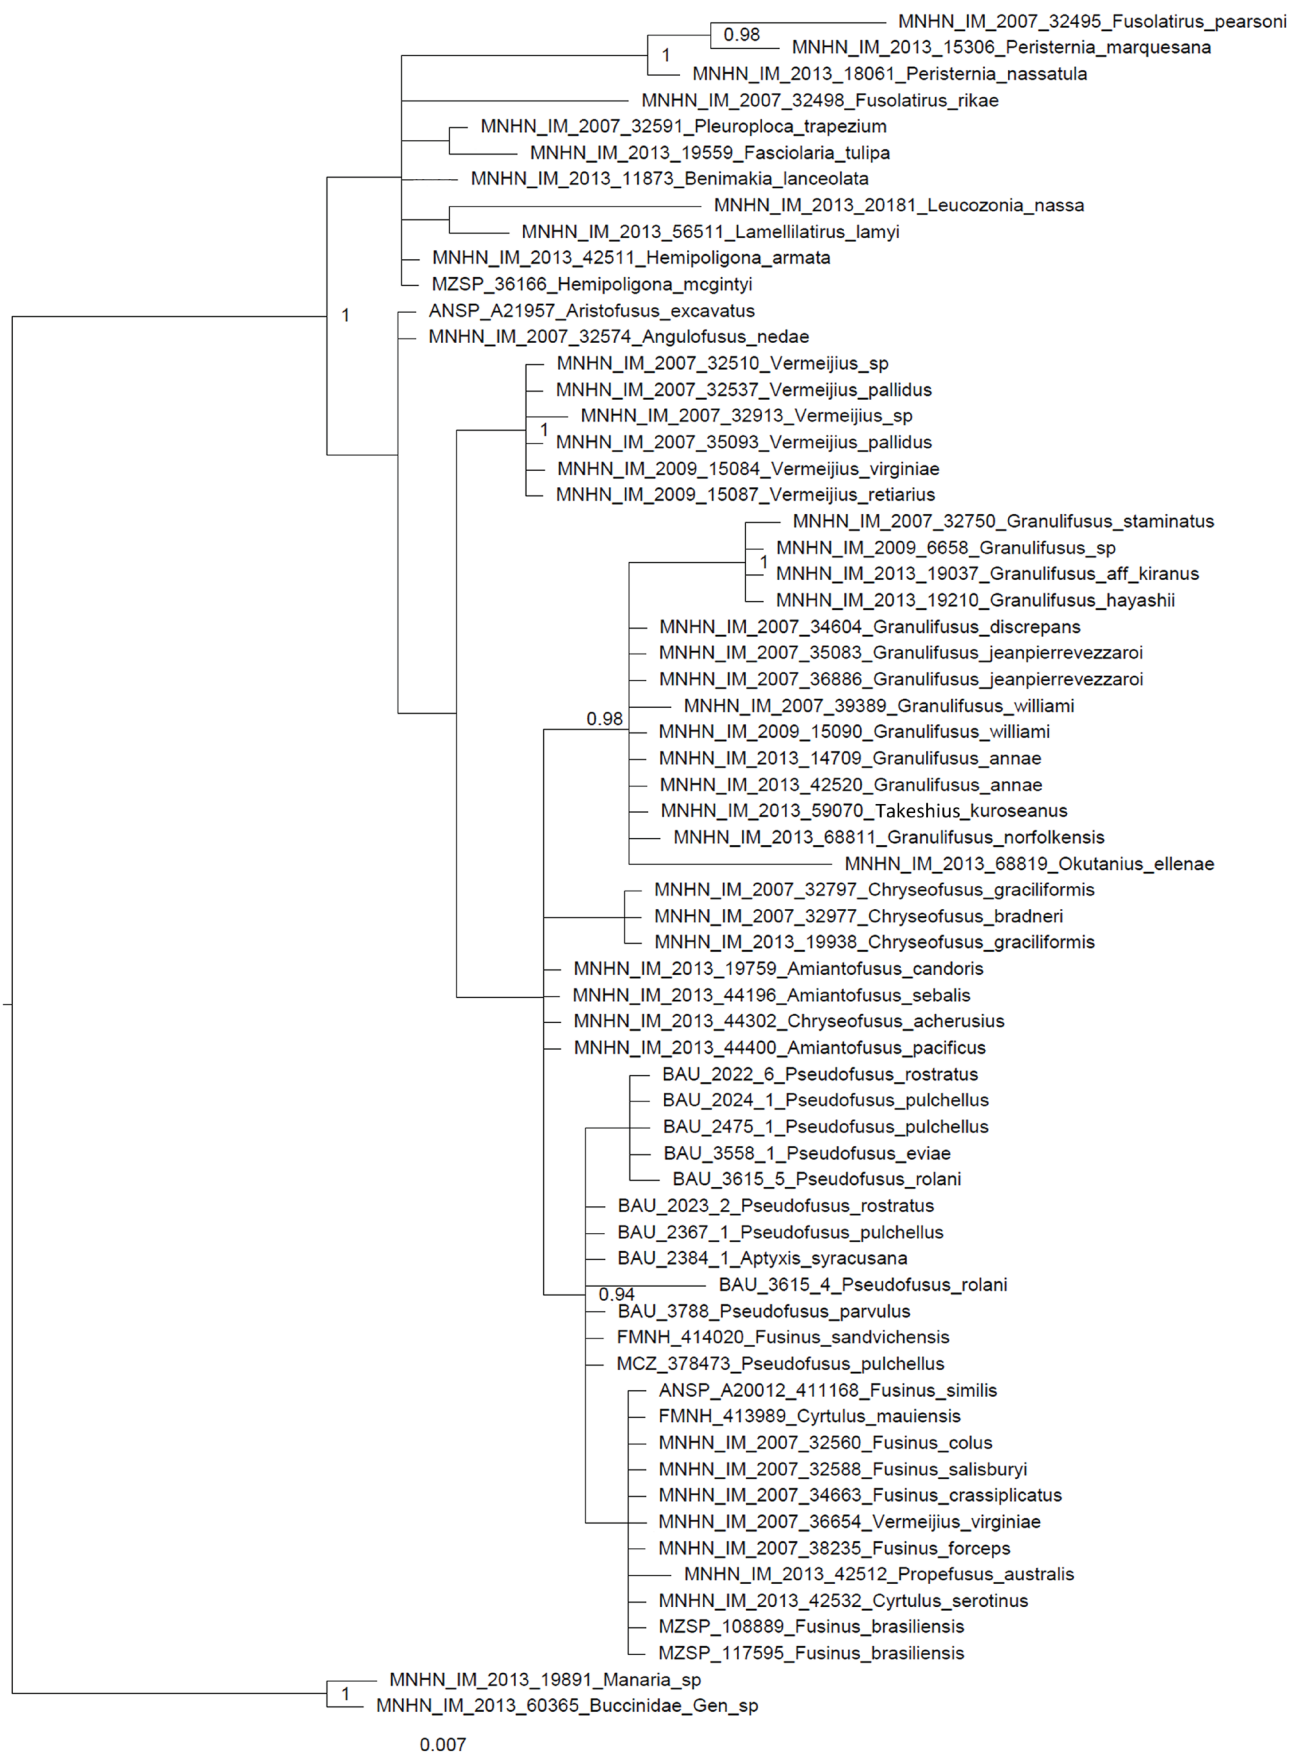 MNHN_IM_2007_32495_Fusolatirus_pearsoni
0.98
MNHN_IM_2013_15306_Peristernia_marquesana
1
MNHN_IM_2013_18061_Peristernia_nassatula
MNHN_IM_2007_32498_Fusolatirus_rikae
MNHN_IM_2007_32591_Pleuroploca_trapezium
MNHN_IM_2013_19559_Fasciolaria_tulipa
MNHN_IM_2013_11873_Benimakia_lanceolata
MNHN_IM_2013_20181_Leucozonia_nassa
MNHN_IM_2013_56511_Lamellilatirus_lamyi
MNHN_IM_2013_42511_Hemipoligona_armata
MZSP_36166_Hemipoligona_mcgintyi
1
ANSP_A21957_Aristofusus_excavatus
MNHN_IM_2007_32574_Angulofusus_nedae
MNHN_IM_2007_32510_Vermeijius_sp
MNHN_IM_2007_32537_Vermeijius_pallidus
MNHN_IM_2007_32913_Vermeijius_sp
1
MNHN_IM_2007_35093_Vermeijius_pallidus
MNHN_IM_2009_15084_Vermeijius_virginiae
MNHN_IM_2009_15087_Vermeijius_retiarius
MNHN_IM_2007_32750_Granulifusus_staminatus
MNHN_IM_2009_6658_Granulifusus_sp
1
MNHN_IM_2013_19037_Granulifusus_aff_kiranus
MNHN_IM_2013_19210_Granulifusus_hayashii
MNHN_IM_2007_34604_Granulifusus_discrepans
MNHN_IM_2007_35083_Granulifusus_jeanpierrevezzaroi
MNHN_IM_2007_36886_Granulifusus_jeanpierrevezzaroi
MNHN_IM_2007_39389_Granulifusus_williami
0.98
MNHN_IM_2009_15090_Granulifusus_williami
MNHN_IM_2013_14709_Granulifusus_annae
MNHN_IM_2013_42520_Granulifusus_annae
MNHN_IM_2013_59070_Takeshius_kuroseanus
MNHN_IM_2013_68811_Granulifusus_norfolkensis
MNHN_IM_2013_68819_Okutanius_ellenae
MNHN_IM_2007_32797_Chryseofusus_graciliformis
MNHN_IM_2007_32977_Chryseofusus_bradneri
MNHN_IM_2013_19938_Chryseofusus_graciliformis
MNHN_IM_2013_19759_Amiantofusus_candoris
MNHN_IM_2013_44196_Amiantofusus_sebalis
MNHN_IM_2013_44302_Chryseofusus_acherusius
MNHN_IM_2013_44400_Amiantofusus_pacificus
BAU_2022_6_Pseudofusus_rostratus
BAU_2024_1_Pseudofusus_pulchellus
BAU_2475_1_Pseudofusus_pulchellus
BAU_3558_1_Pseudofusus_eviae
BAU_3615_5_Pseudofusus_rolani
BAU_2023_2_Pseudofusus_rostratus
BAU_2367_1_Pseudofusus_pulchellus
BAU_2384_1_Aptyxis_syracusana
BAU_3615_4_Pseudofusus_rolani
0.94
BAU_3788_Pseudofusus_parvulus
FMNH_414020_Fusinus_sandvichensis
MCZ_378473_Pseudofusus_pulchellus
ANSP_A20012_411168_Fusinus_similis
FMNH_413989_Cyrtulus_mauiensis
MNHN_IM_2007_32560_Fusinus_colus
MNHN_IM_2007_32588_Fusinus_salisburyi
MNHN_IM_2007_34663_Fusinus_crassiplicatus
MNHN_IM_2007_36654_Vermeijius_virginiae
MNHN_IM_2007_38235_Fusinus_forceps
MNHN_IM_2013_42512_Propefusus_australis
MNHN_IM_2013_42532_Cyrtulus_serotinus
MZSP_108889_Fusinus_brasiliensis
MZSP_117595_Fusinus_brasiliensis
MNHN_IM_2013_19891_Manaria_sp
1
MNHN_IM_2013_60365_Buccinidae_Gen_sp
0.007